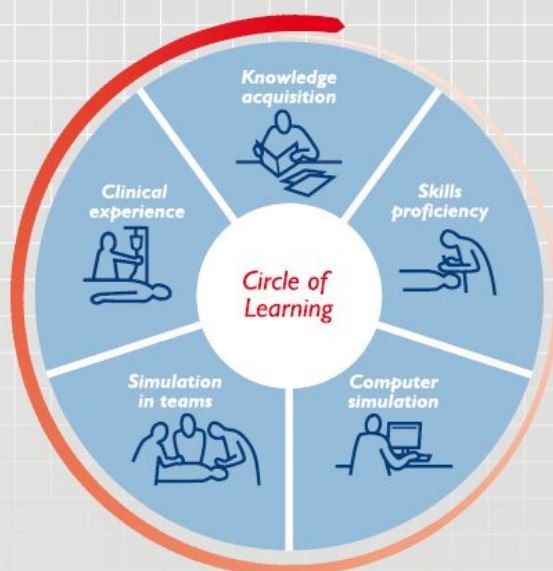 Knowledge
acquisition
Skills
proficiency
Computer
simulation
Simulation
in teams
Clinical
experience
Circle of
Learning